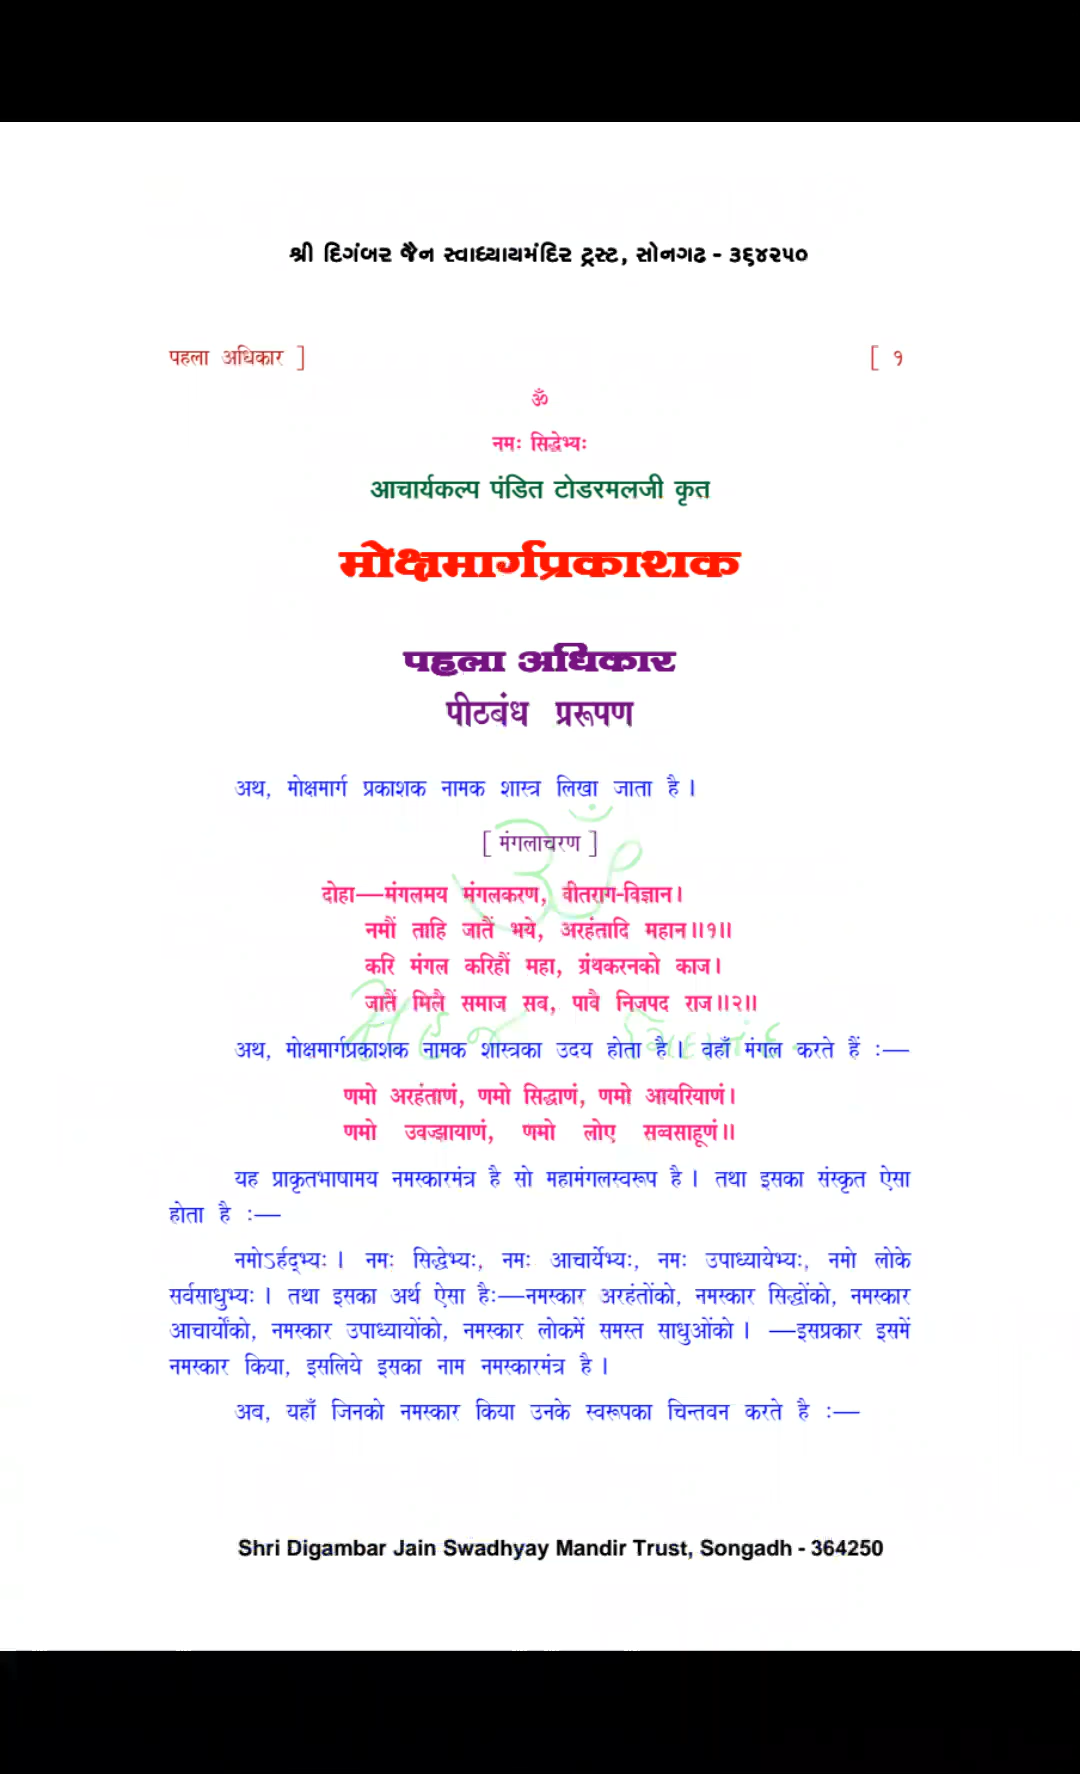 શ્રી દિગંબર જૈન સ્વાધ્યાયમંદિર ટ્રસ્ટ, સોનગઢ - ૩૬૪૨૫૦
पहला अधिकार ] [ १
ॐ
नमः सिद्धेभ्यः
आचार्यकल्प पंडित टोडरमलजी कृत
मोक्षमार्गप्रकाशक
पहला अधिकार
पीठबंध प्ररूपण
अथ, मोक्षमार्ग प्रकाशक नामक शास्त्र लिखा जाता है।
[ मंगलाचरण ]
दोहा—मंगलमय मंगलकरण, वीतराग-विज्ञान।
नमौं ताहि जातैं भये, अरहंतादि महान॥१॥
करि मंगल करिहौं महा, ग्रंथकरनको काज।
जातैं मिलै समाज सब, पावै निजपद राज॥२॥
अथ, मोक्षमार्गप्रकाशक नामक शास्त्रका उदय होता है। वहाँ मंगल करते हैं :—
णमो अरहंताणं, णमो सिद्धाणं, णमो आयरियाणं।
णमो उवज्झायाणं, णमो लोए सव्वसाहूणं॥
यह प्राकृतभाषामय नमस्कारमंत्र है सो महामंगलस्वरूप है। तथा इसका संस्कृत ऐसा
होता है :—
नमोऽर्हद्भ्यः। नमः सिद्धेभ्यः, नमः आचार्येभ्यः, नमः उपाध्यायेभ्यः, नमो लोके
सर्वसाधुभ्यः। तथा इसका अर्थ ऐसा है:—नमस्कार अरहंतोंको, नमस्कार सिद्धोंको, नमस्कार
आचार्योंको, नमस्कार उपाध्यायोंको, नमस्कार लोकमें समस्त साधुओंको। —इसप्रकार इसमें
नमस्कार किया, इसलिये इसका नाम नमस्कारमंत्र है।
अब, यहाँ जिनको नमस्कार किया उनके स्वरूपका चिन्तवन करते है :—
Shri Digambar Jain Swadhyay Mandir Trust, Songadh - 364250